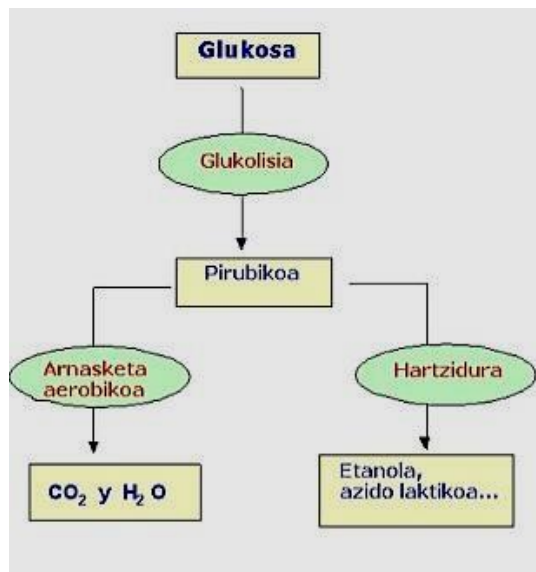 Glukosa
Glukolisia
Pirubikoa
Arnasketa
aerobikoa
Hartzidura
CO₂ y H₂O
Etanola,
azido laktikoa...